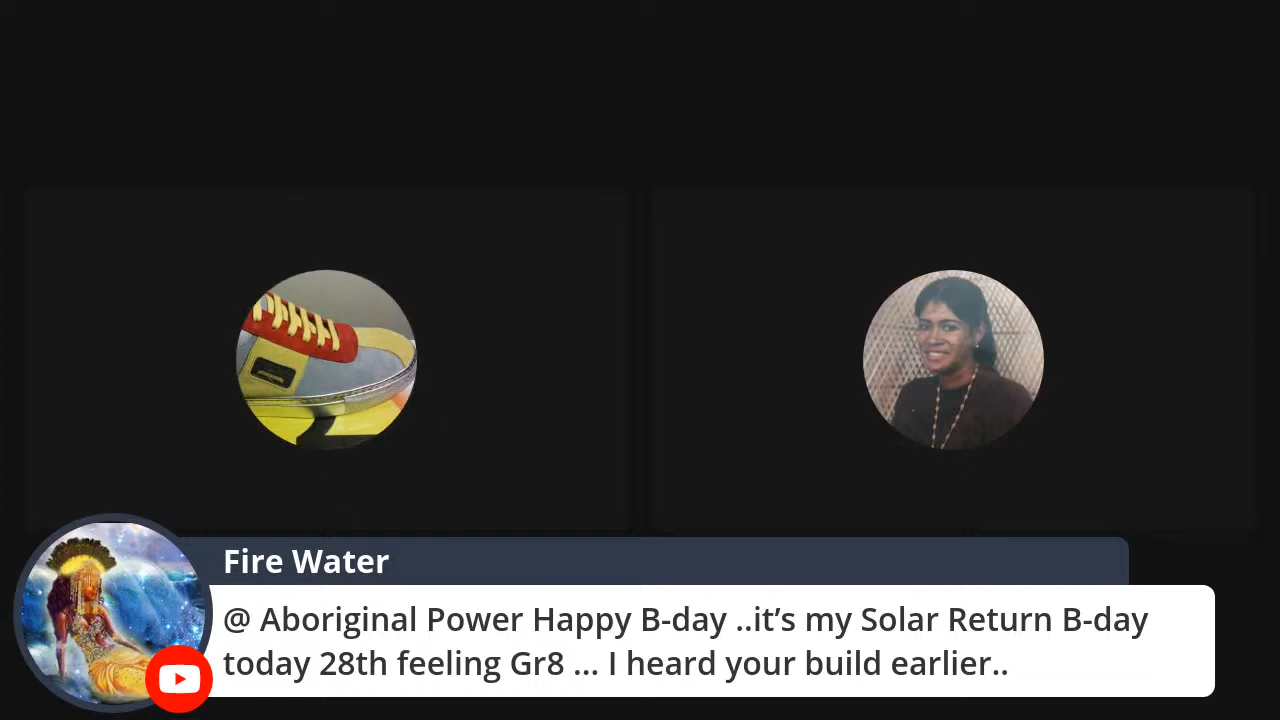 Fire Water
@ Aboriginal Power Happy B-day ..it’s my Solar Return B-day
today 28th feeling Gr8 ... I heard your build earlier..